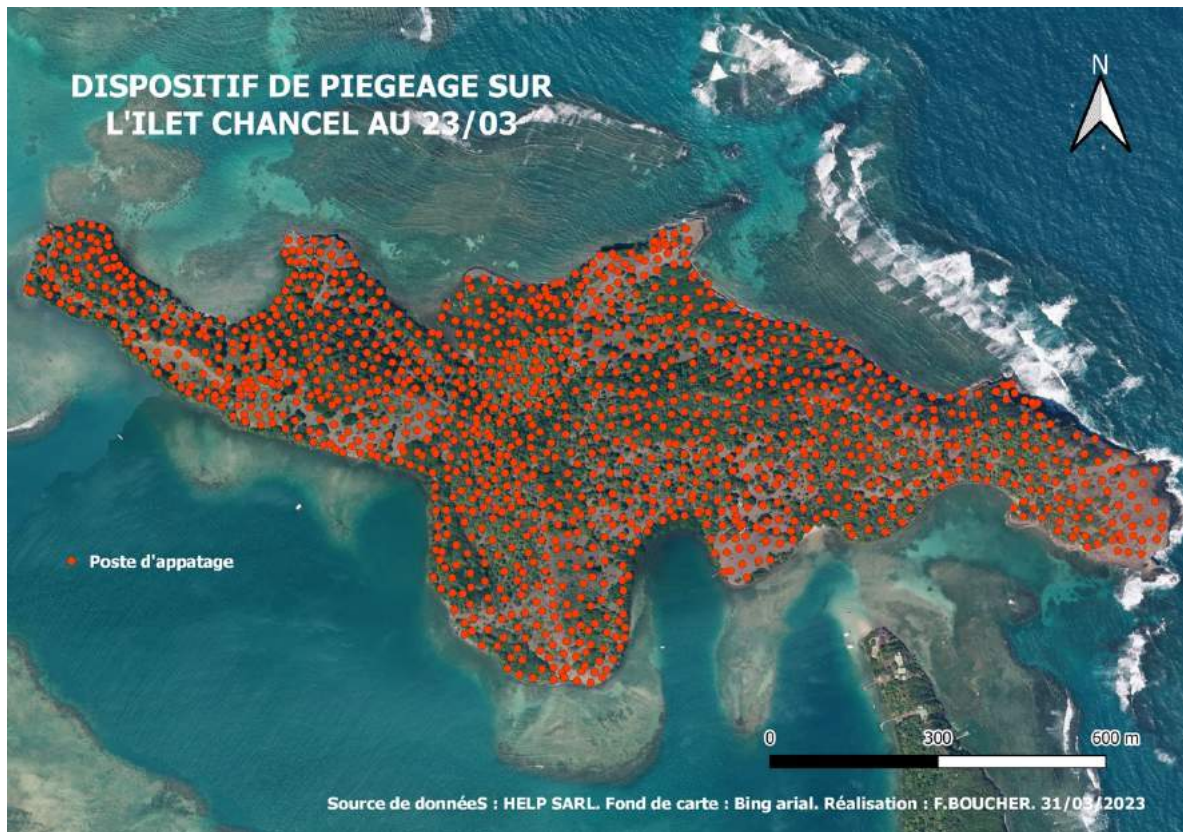 DISPOSITIF DE PIEGEAGE SUR
L'ILET CHANCEL AU 23/03
N
Poste d'appatage
0 300 600 m
Source de donnéeS : HELP SARL. Fond de carte : Bing arial. Réalisation : F.BOUCHER. 31/03/2023